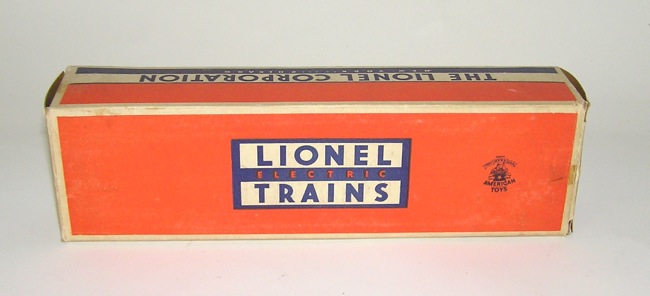 THE LIONEL CORPORATION
LIONEL
ELECTRIC
TRAINS
AMERICAN
TOYS